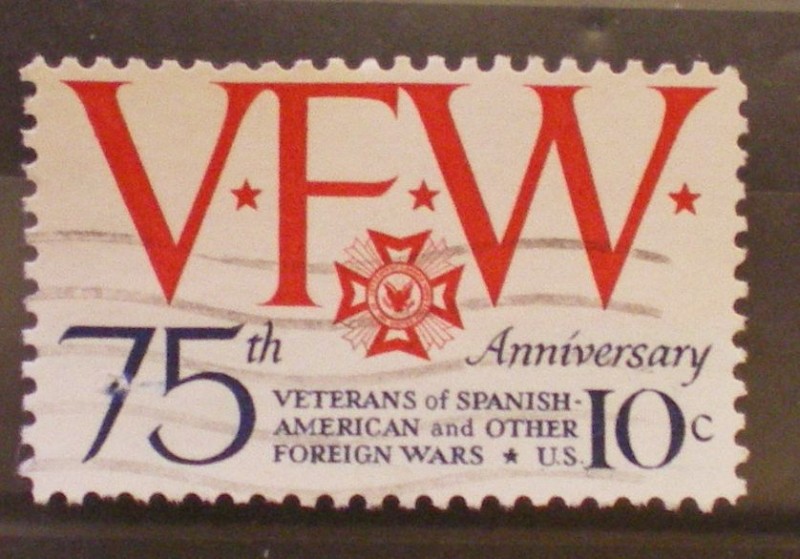 V★F★W★
75th Anniversary
VETERANS of SPANISH-
AMERICAN and OTHER
FOREIGN WARS ★ U.S. 10c